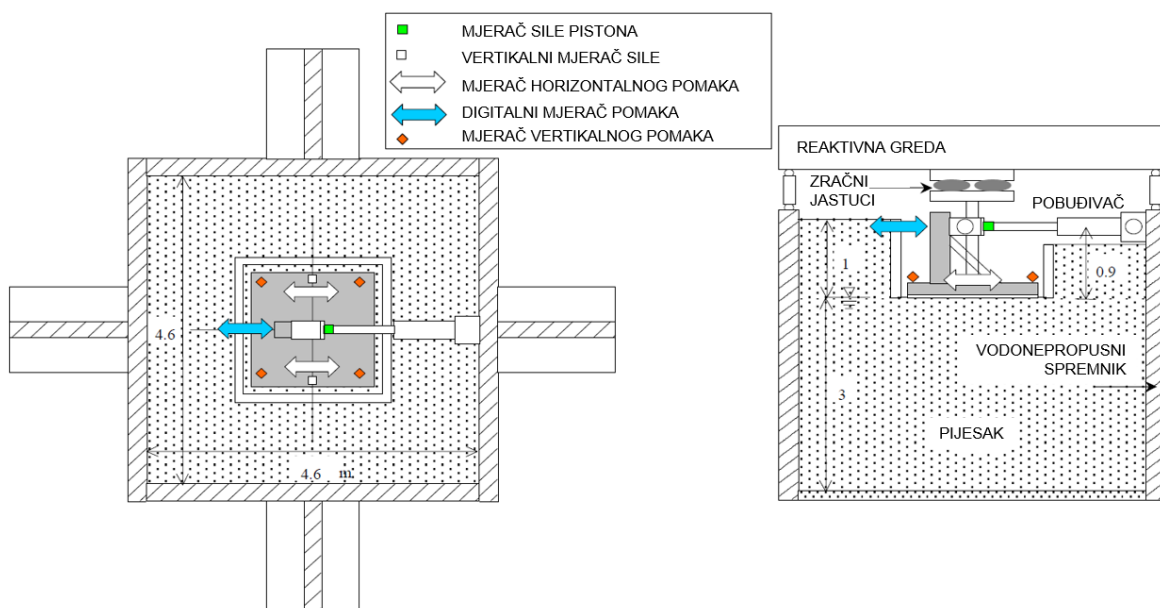 MJERAČ SILE PISTONA
VERTIKALNI MJERAČ SILE
MJERAČ HORIZONTALNOG POMAKA
DIGITALNI MJERAČ POMAKA
MJERAČ VERTIKALNOG POMAKA
4.6
4.6 m
REAKTIVNA GREDA
ZRAČNI
JASTUCI
POBUĐIVAČ
1
0.9
VODONEPROPUSNI
SPREMNIK
3
PIJESAK